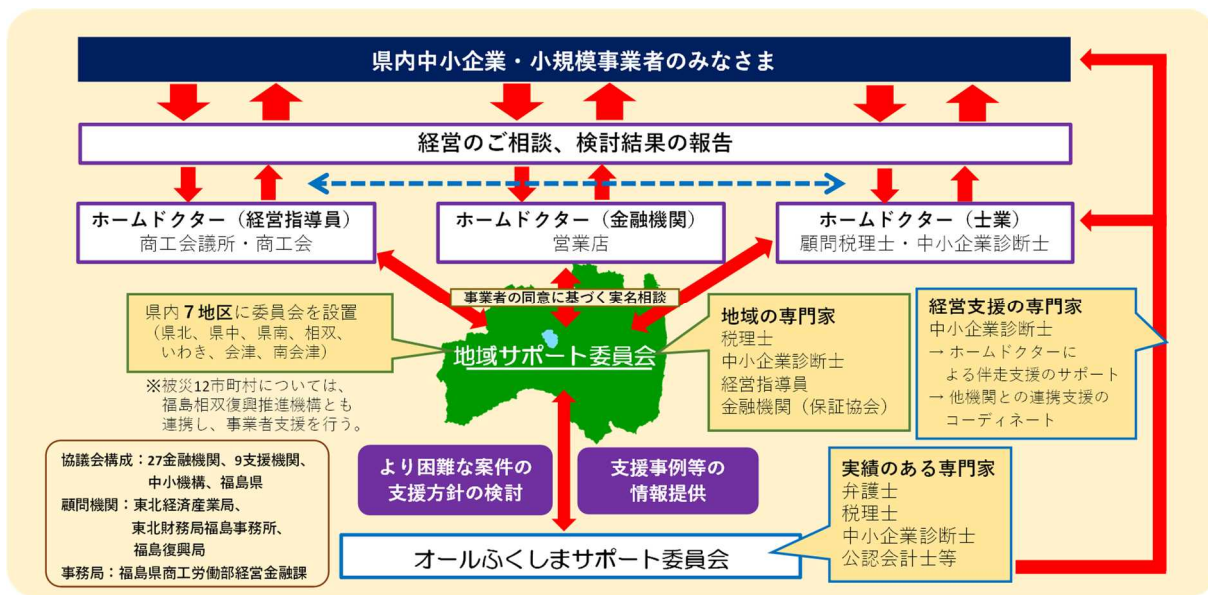 県内中小企業・小規模事業者のみなさま
経営のご相談、検討結果の報告
ホームドクター（経営指導員）
商工会議所・商工会
ホームドクター（金融機関）
営業店
ホームドクター（士業）
顧問税理士・中小企業診断士
事業者の同意に基づく実名相談
県内７地区に委員会を設置
（県北、県中、県南、相双、
いわき、会津、南会津）
※被災12市町村については、
福島相双復興推進機構とも
連携し、事業者支援を行う。
地域サポート委員会
地域の専門家
税理士
中小企業診断士
経営指導員
金融機関（保証協会）
経営支援の専門家
中小企業診断士
→ ホームドクターに
よる伴走支援のサポート
→ 他機関との連携支援の
コーディネート
協議会構成：27金融機関、9支援機関、
中小機構、福島県
顧問機関：東北経済産業局、
東北財務局福島事務所、
福島復興局
事務局：福島県商工労働部経営金融課
より困難な案件の
支援方針の検討
支援事例等の
情報提供
オールふくしまサポート委員会
実績のある専門家
弁護士
税理士
中小企業診断士
公認会計士等